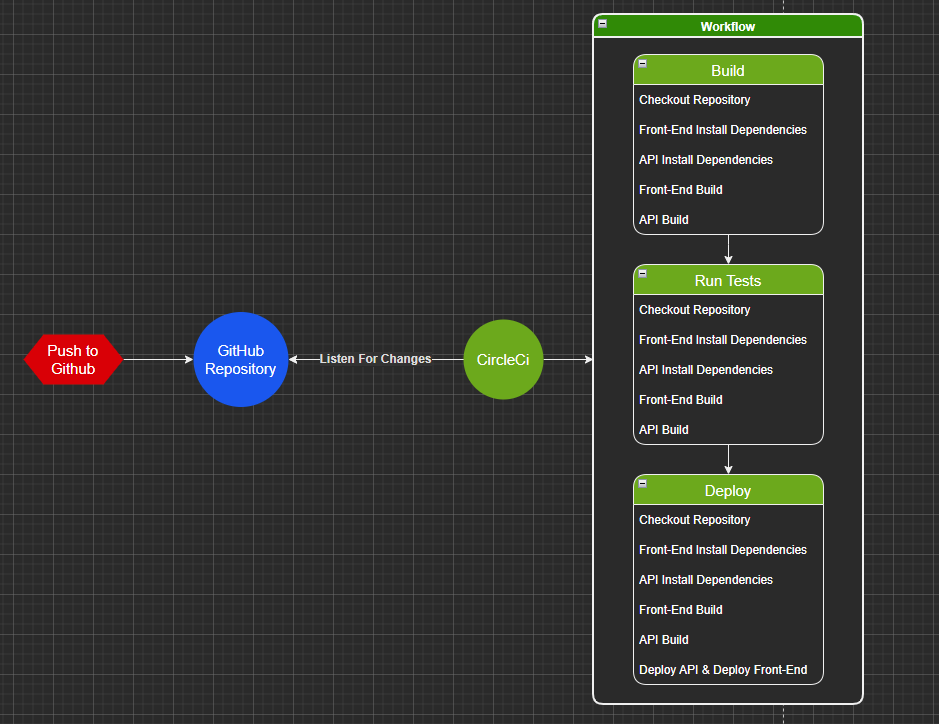 Workflow
Build
Checkout Repository
Front-End Install Dependencies
API Install Dependencies
Front-End Build
API Build
Run Tests
Checkout Repository
Front-End Install Dependencies
API Install Dependencies
Front-End Build
API Build
Deploy
Checkout Repository
Front-End Install Dependencies
API Install Dependencies
Front-End Build
API Build
Deploy API & Deploy Front-End
Push to
Github
GitHub
Repository
Listen For Changes
CircleCi